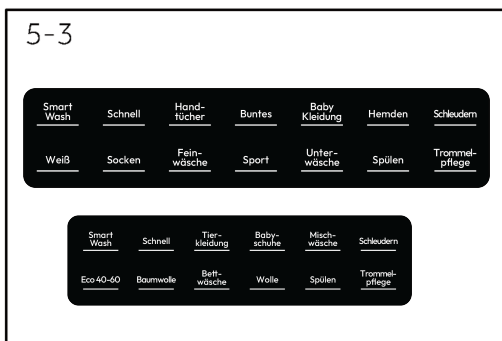 5-3
Smart Wash Schnell Hand-tücher Buntes Baby Kleidung Hemden Schleudern
Weiß Socken Fein-wäsche Sport Unter-wäsche Spülen Trommel-pflege
Smart Wash Schnell Tier-kleidung Baby-schuhe Misch-wäsche Schleudern
Eco 40-60 Baumwolle Bett-wäsche Wolle Spülen Trommel-pflege